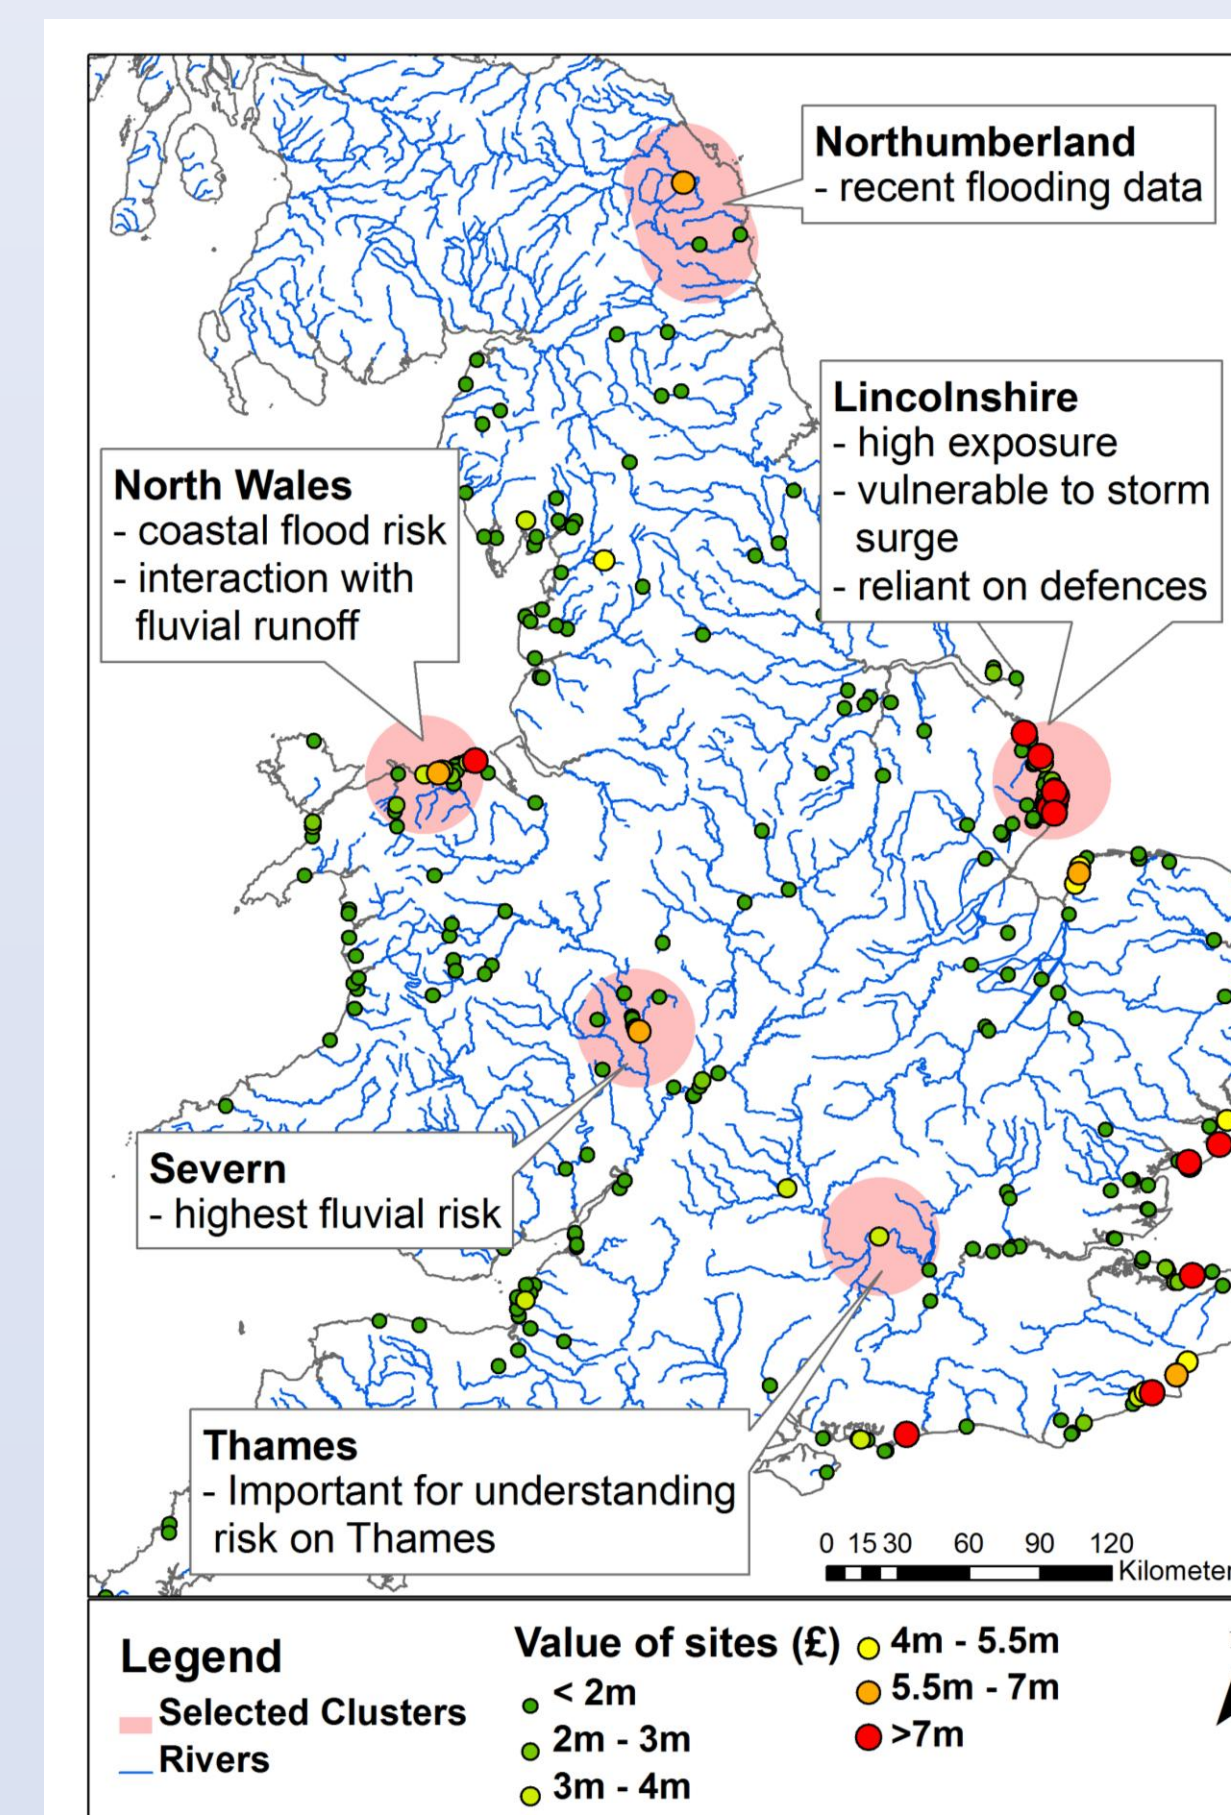 Northumberland
- recent flooding data
Lincolnshire
- high exposure
- vulnerable to storm
surge
- reliant on defences
North Wales
- coastal flood risk
- interaction with
fluvial runoff
Severn
- highest fluvial risk
Thames
- Important for understanding
risk on Thames
0 15 30 60 90 120
Kilometer
Legend
Selected Clusters
Rivers
Value of sites (£)
< 2m
2m - 3m
3m - 4m
4m - 5.5m
5.5m - 7m
>7m